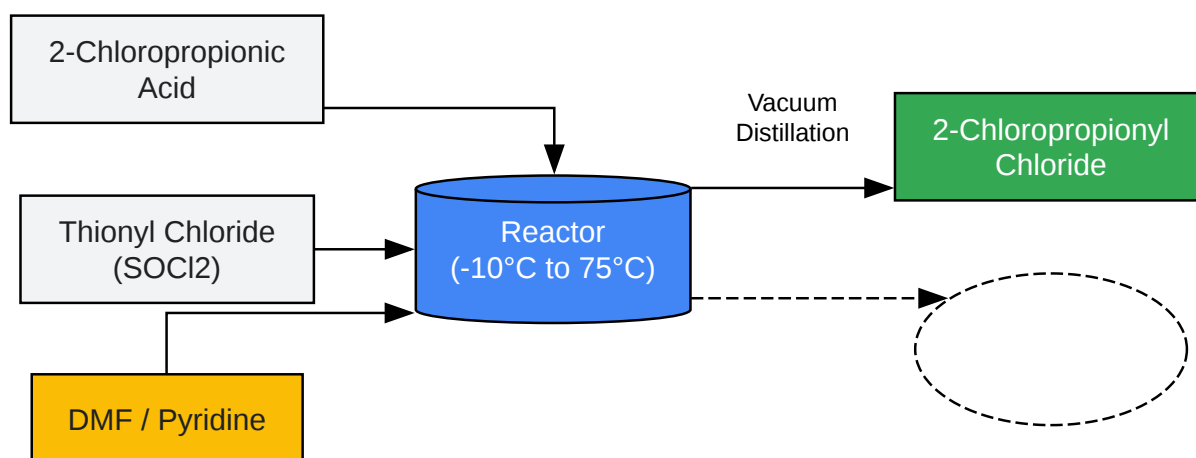 2-Chloropropionic
Acid
Vacuum
Distillation
2-Chloropropionyl
Chloride
Thionyl Chloride
(SOCl2)
Reactor
(-10°C to 75°C)
DMF / Pyridine